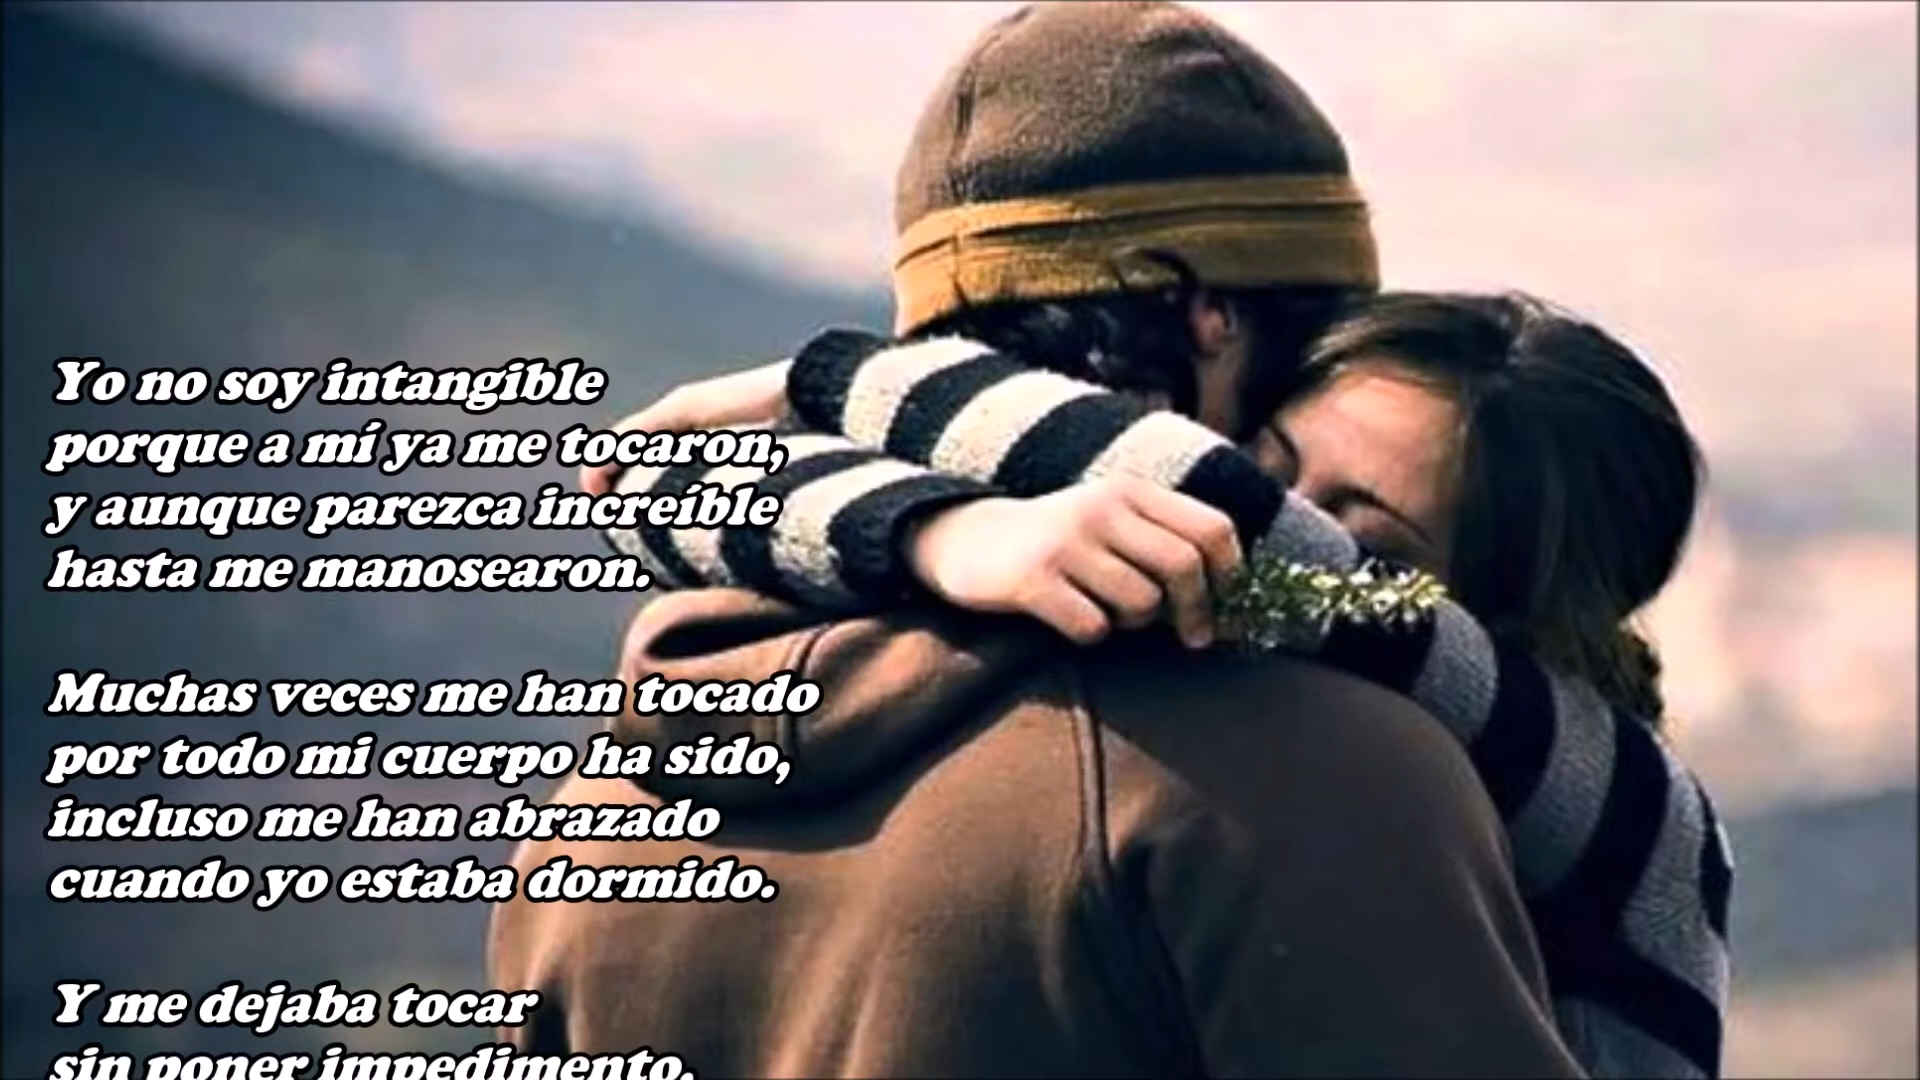 Yo no soy intangible
porque a mí ya me tocaron,
y aunque parezca increíble
hasta me manosearon.
Muchas veces me han tocado
por todo mi cuerpo ha sido,
incluso me han abrazado
cuando yo estaba dormido.
Y me dejaba tocar
sin poner impedimento,